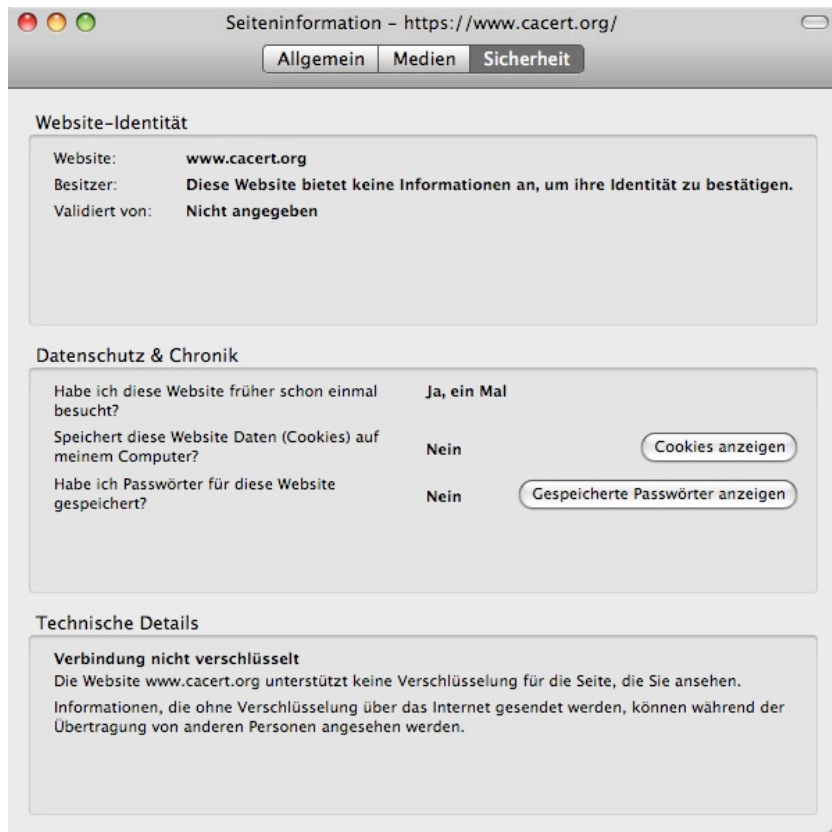 Seiteninformation – https://www.cacert.org/
Allgemein Medien Sicherheit
Website-Identität
Website: www.cacert.org
Besitzer: Diese Website bietet keine Informationen an, um ihre Identität zu bestätigen.
Validiert von: Nicht angegeben
Datenschutz & Chronik
Habe ich diese Website früher schon einmal besucht? Ja, ein Mal
Speichert diese Website Daten (Cookies) auf meinem Computer? Nein Cookies anzeigen
Habe ich Passwörter für diese Website gespeichert? Nein Gespeicherte Passwörter anzeigen
Technische Details
Verbindung nicht verschlüsselt
Die Website www.cacert.org unterstützt keine Verschlüsselung für die Seite, die Sie ansehen.
Informationen, die ohne Verschlüsselung über das Internet gesendet werden, können während der
Übertragung von anderen Personen angesehen werden.